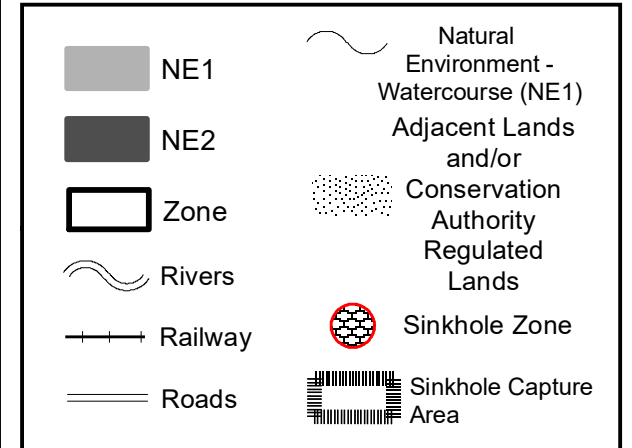 NE1
NE2
Zone
Rivers
Railway
Roads
Natural
Environment -
Watercourse (NE1)
Adjacent Lands
and/or
Conservation
Authority
Regulated
Lands
Sinkhole Zone
Sinkhole Capture
Area